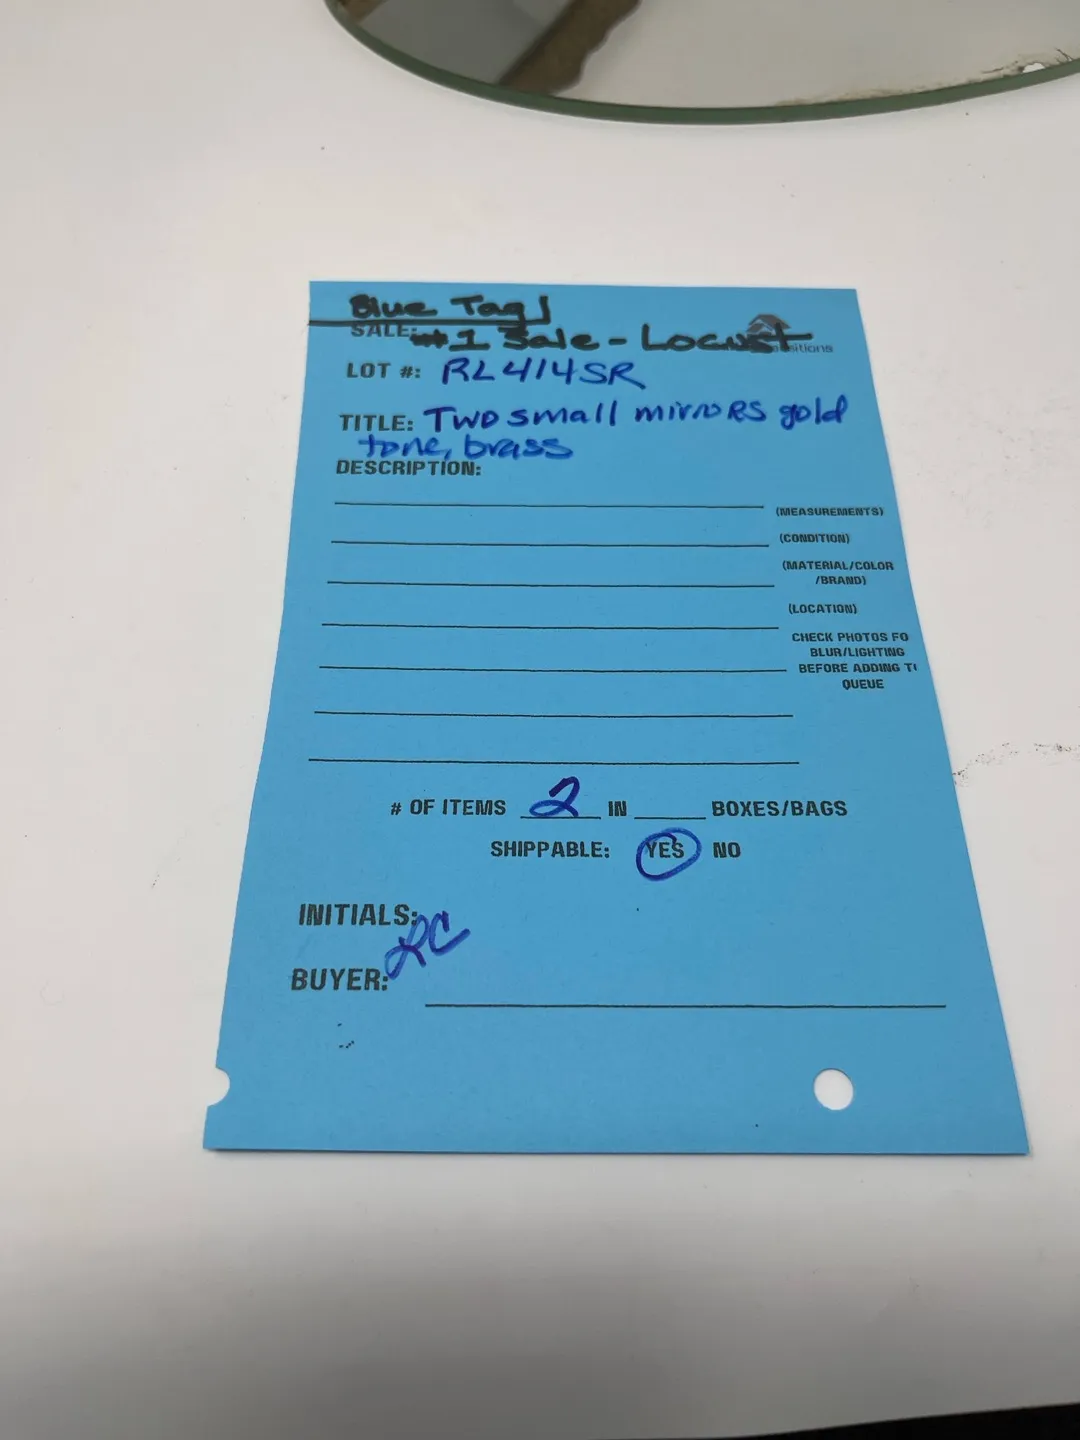 Blue Tag
SALE: #1 Sale - Locust
LOT #: RL414SR
TITLE: Two small mirrors gold
tone, brass
DESCRIPTION:
(MEASUREMENTS)
(CONDITION)
(MATERIAL/COLOR
/BRAND)
(LOCATION)
CHECK PHOTOS FO
BLUR/LIGHTING
BEFORE ADDING T
QUEUE
# OF ITEMS 2 IN ____ BOXES/BAGS
SHIPPABLE: YES NO
INITIALS:
BUYER: